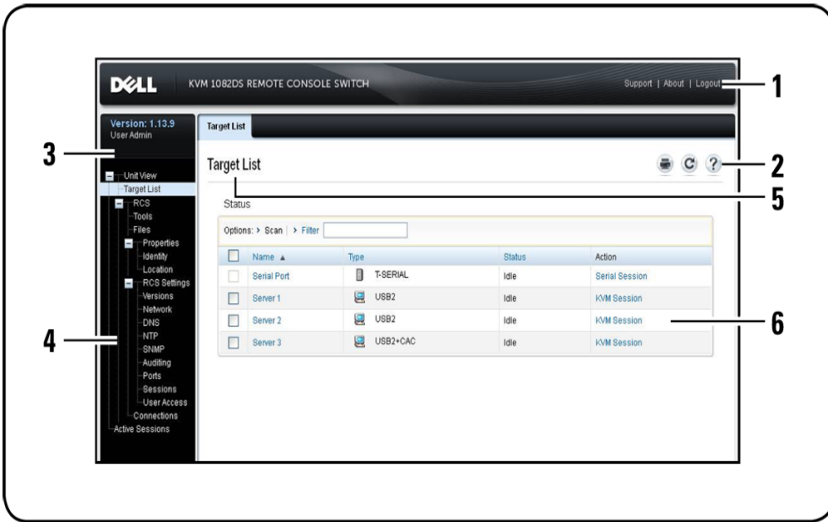 DELL KVM 1082DS REMOTE CONSOLE SWITCH Support | About | Logout 1
Version: 1.13.9
User Admin
Target List
3
Target List
? 2
5
Unit View
Target List
RCS
Tools
Files
Properties
Identity
Location
RCS Settings
Versions
Network
DNS
NTP
SNMP
Auditing
Ports
Sessions
User Access
Connections
Active Sessions
4
Status
Options: > Scan | > Filter
Name ▲ Type Status Action
Serial Port T-SERIAL Idle Serial Session
Server 1 USB2 Idle KVM Session
Server 2 USB2 Idle KVM Session
Server 3 USB2+CAC Idle KVM Session
6